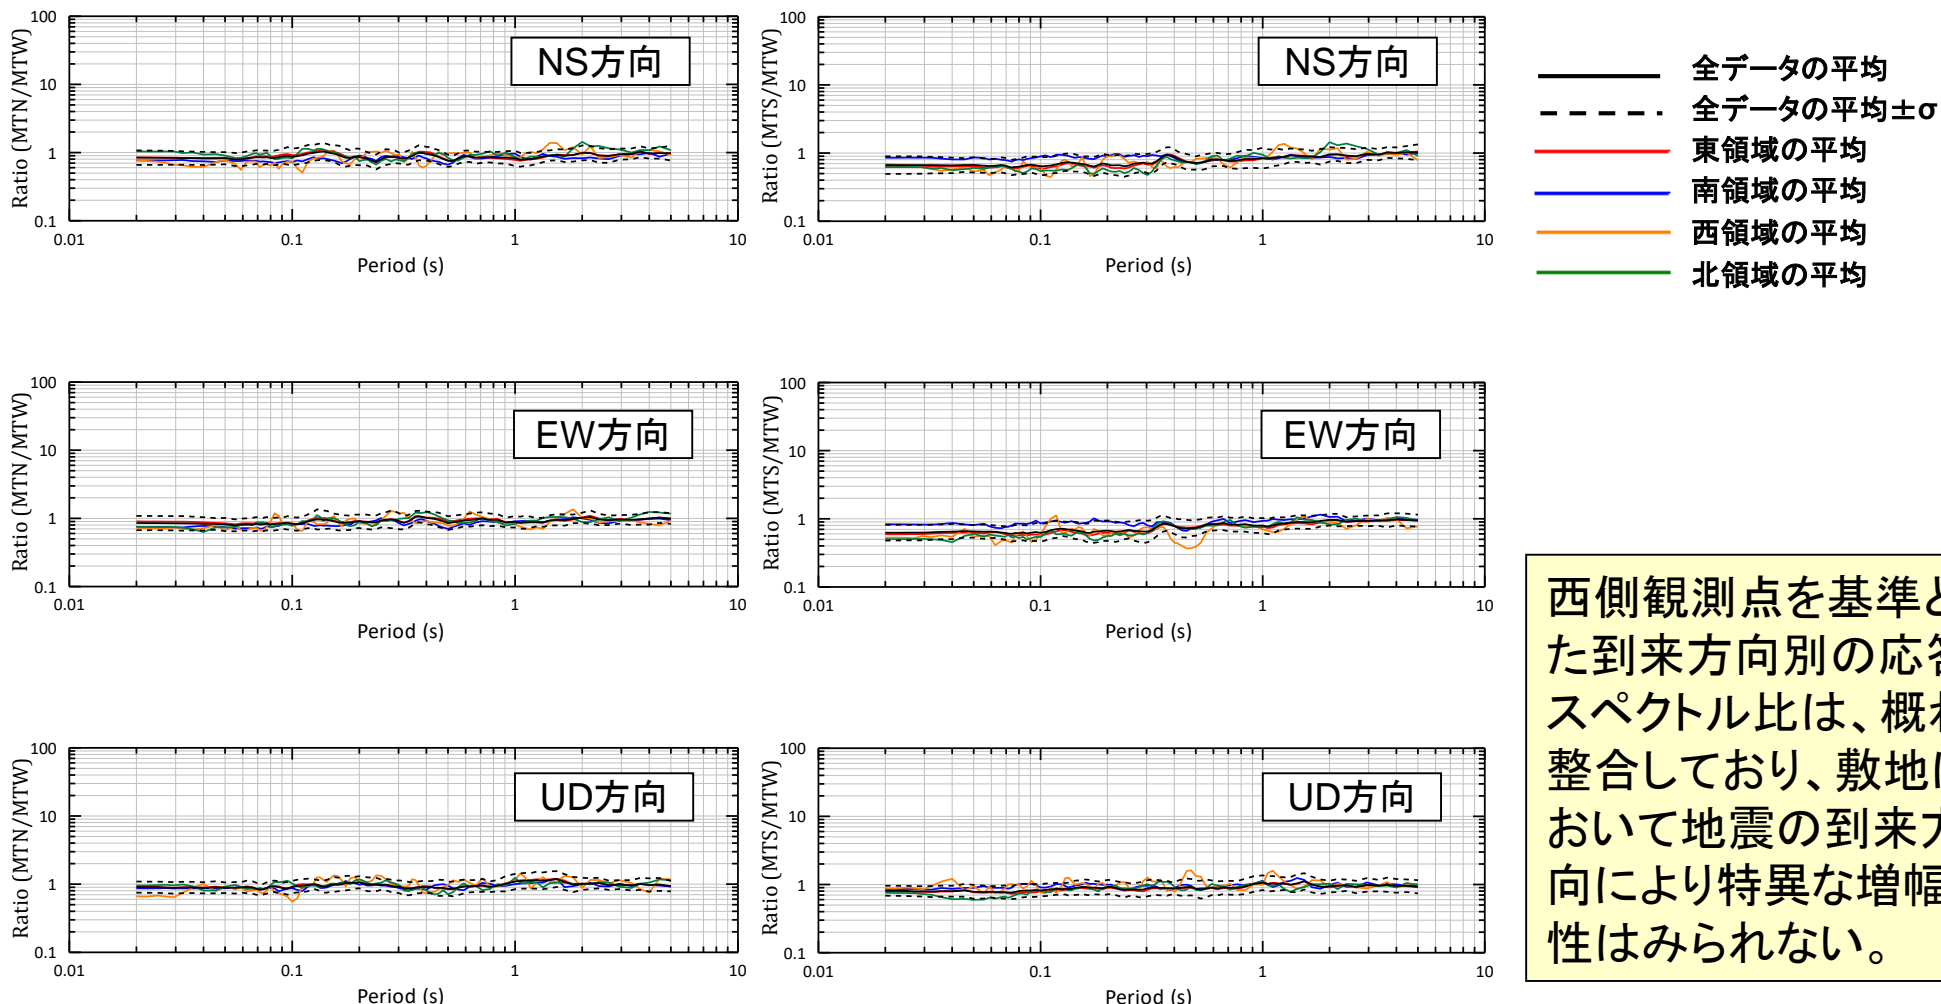 100
10
1
0.1
0.01
0.1
1
10
Period (s)
Ratio (MTN/MTW)
NS方向
100
10
1
0.1
0.01
0.1
1
10
Period (s)
Ratio (MTS/MTW)
NS方向
全データの平均
全データの平均±σ
東領域の平均
南領域の平均
西領域の平均
北領域の平均
100
10
1
0.1
0.01
0.1
1
10
Period (s)
Ratio (MTN/MTW)
EW方向
100
10
1
0.1
0.01
0.1
1
10
Period (s)
Ratio (MTS/MTW)
EW方向
100
10
1
0.1
0.01
0.1
1
10
Period (s)
Ratio (MTN/MTW)
UD方向
100
10
1
0.1
0.01
0.1
1
10
Period (s)
Ratio (MTS/MTW)
UD方向
西側観測点を基準と
た到来方向別の応答
スペクトル比は、概ね
整合しており、敷地に
おいて地震の到来方
向により特異な増幅
性はみられない。